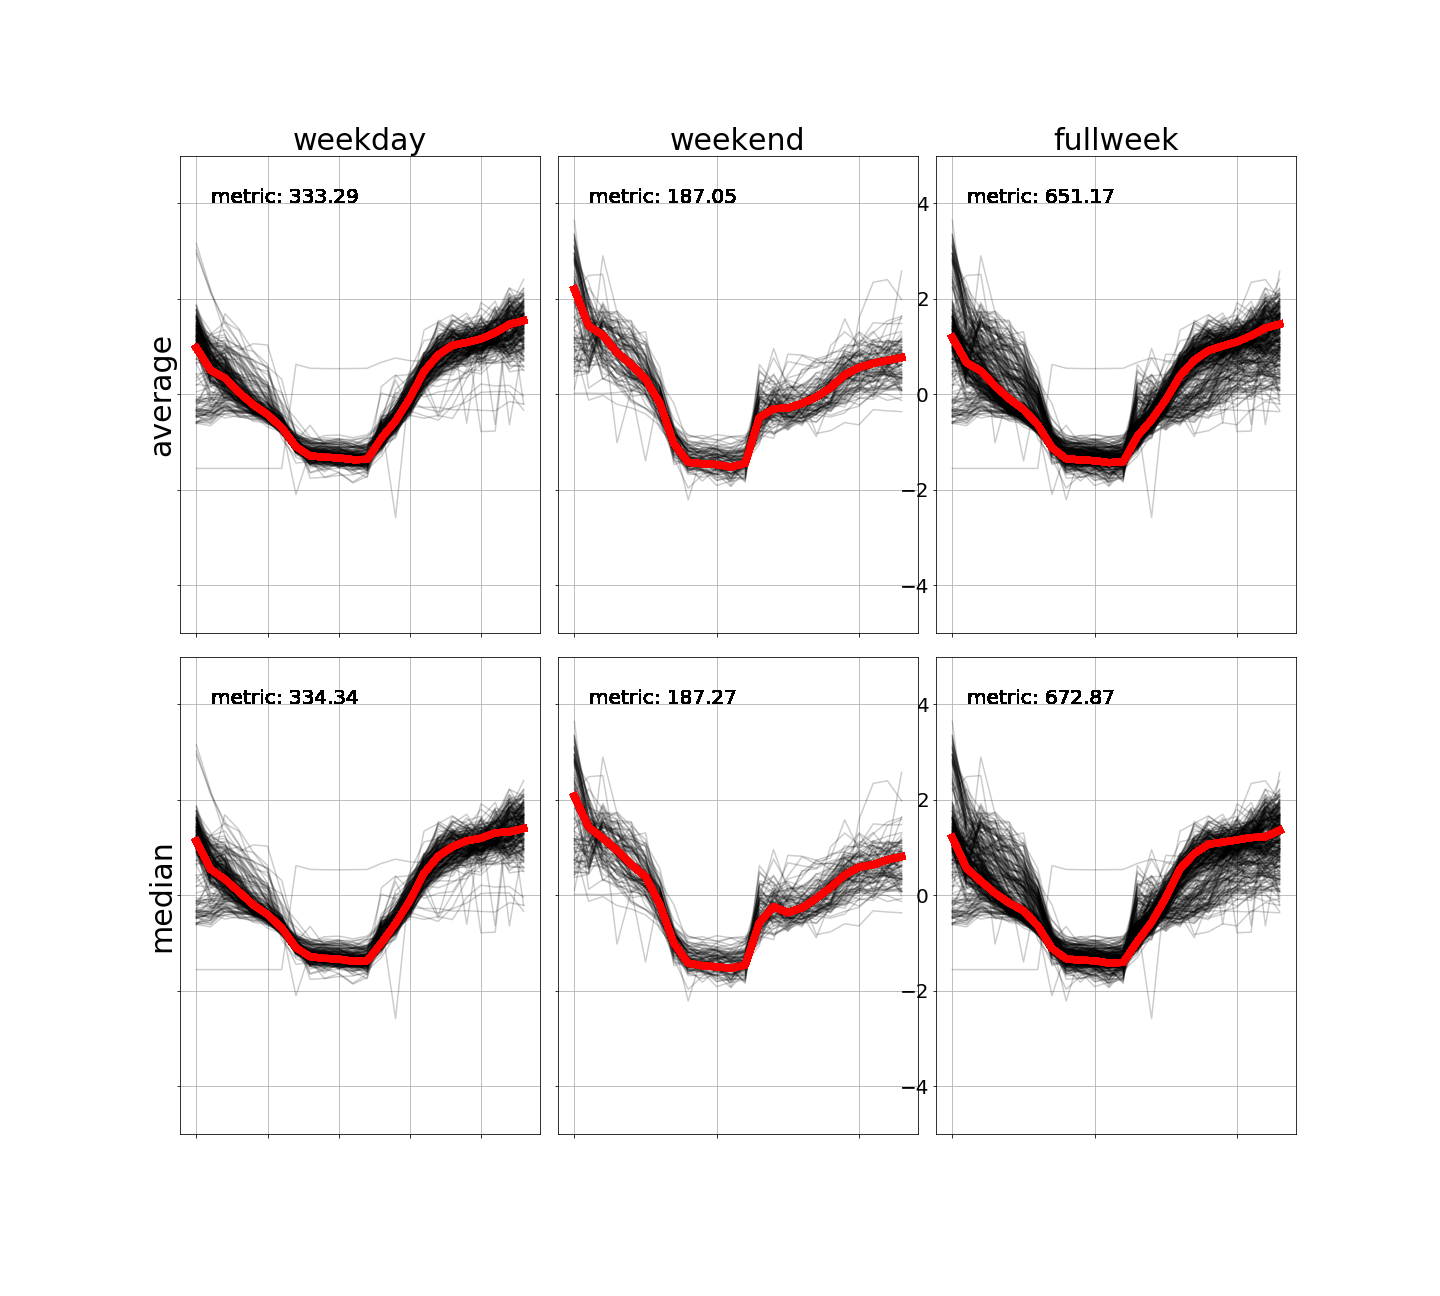 weekday
weekend
fullweek
average
metric: 333.29
metric: 187.05
metric: 651.17
4
2
0
−2
−4
median
metric: 334.34
metric: 187.27
metric: 672.87
4
2
0
−2
−4